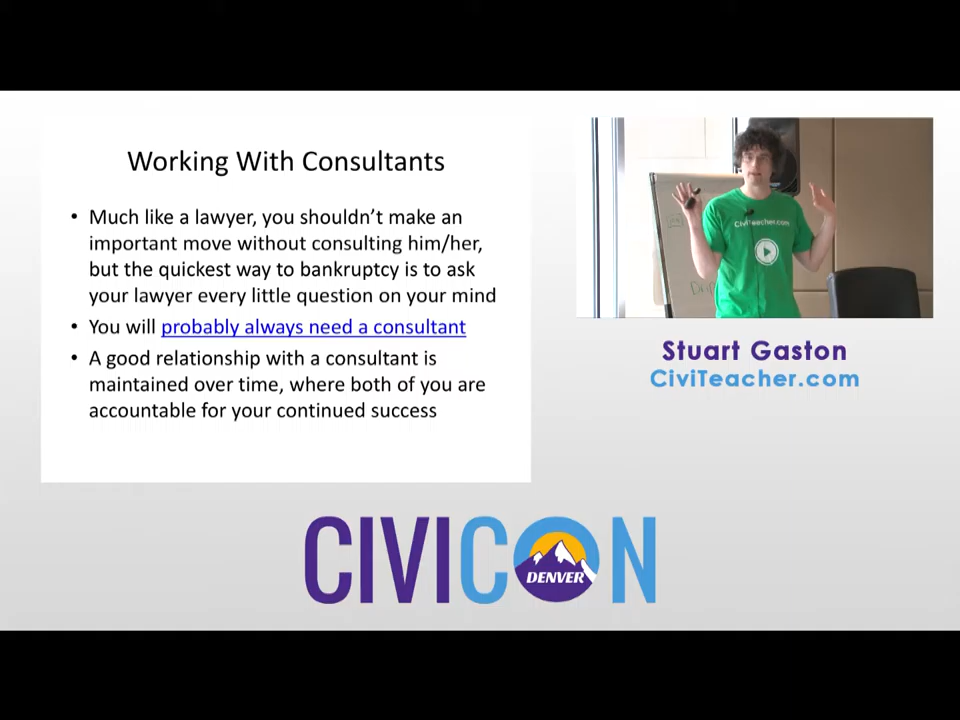 Working With Consultants
• Much like a lawyer, you shouldn't make an
important move without consulting him/her,
but the quickest way to bankruptcy is to ask
your lawyer every little question on your mind
• You will probably always need a consultant
• A good relationship with a consultant is
maintained over time, where both of you are
accountable for your continued success
CiviTeacher.com
Stuart Gaston
CiviTeacher.com
CIVICON
DENVER